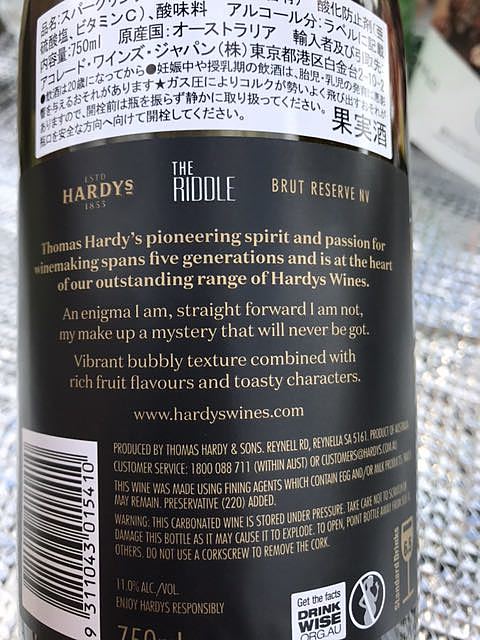 品名:スパークリング
酸化防止剤(亜
硫酸塩、ビタミンC)、酸味料 アルコール分:ラベルに記載
内容量:750ml 原産国:オーストラリア 輸入者及び引取先:
アコレード・ワインズ・ジャパン(株)東京都港区白金台2-10-2
●飲酒は20歳になってから●妊娠中や授乳期の飲酒は、胎児・乳児の発育に悪影
響を与えるおそれがあります★ガス圧によりコルクが勢いよく飛び出すおそれが
ありますので、開栓前は瓶を振らず静かに取り扱ってください。
瓶口を安全な方向へ向けて開栓してください。
果実酒
ESTD
HARDYS
1853
THE
RIDDLE
BRUT RESERVE NV
Thomas Hardy's pioneering spirit and passion for
winemaking spans five generations and is at the heart
of our outstanding range of Hardys Wines.
An enigma I am, straight forward I am not,
my make up a mystery that will never be got.
Vibrant bubbly texture combined with
rich fruit flavours and toasty characters.
www.hardyswines.com
PRODUCED BY THOMAS HARDY & SONS. REYNELL RD, REYNELLA SA 5161. PRODUCT OF AUSTRALIA
CUSTOMER SERVICE: 1800 088 711 (WITHIN AUST) OR CUSTOMERS@HARDYS.COM.AU
THIS WINE WAS MADE USING FINING AGENTS WHICH CONTAIN EGG AND/OR MILK PRODUCTS. TRACES
MAY REMAIN. PRESERVATIVE (220) ADDED.
WARNING: THIS CARBONATED WINE IS STORED UNDER PRESSURE. TAKE CARE NOT TO SCRATCH OR
DAMAGE THIS BOTTLE AS IT MAY CAUSE IT TO EXPLODE. TO OPEN, POINT BOTTLE AWAY FROM SELF &
OTHERS. DO NOT USE A CORKSCREW TO REMOVE THE CORK.
11.0% ALC./VOL.
ENJOY HARDYS RESPONSIBLY
750ml
9 311043 015410
Get the facts
DRINK
WISE
.ORG.AU
Standard Drinks